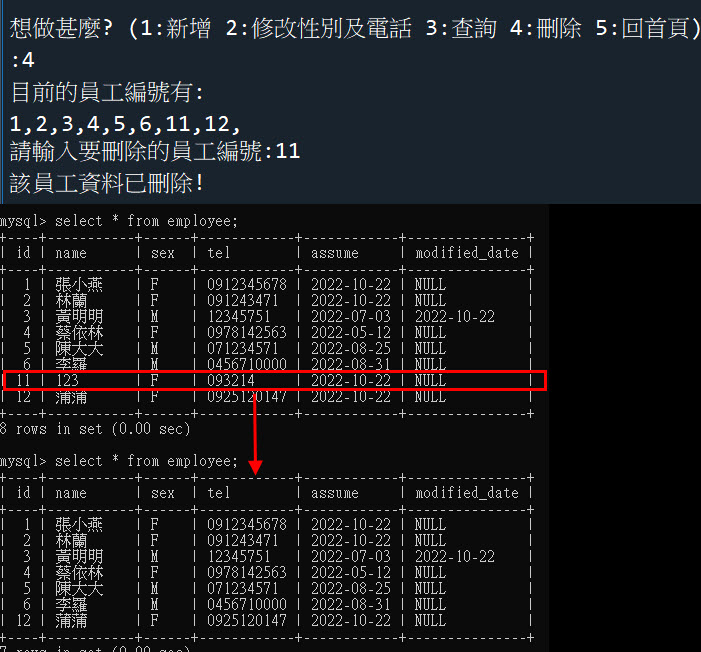 想做甚麼? (1:新增 2:修改性別及電話 3:查詢 4:刪除 5:回首頁)
:4
目前的員工編號有:
1,2,3,4,5,6,11,12,
請輸入要刪除的員工編號:11
該員工資料已刪除!
mysql> select * from employee;
+----+----------+-----+------------+------------+---------------+
| id | name | sex | tel | assume | modified_date |
+----+----------+-----+------------+------------+---------------+
| 1 | 張小燕 | F | 0912345678 | 2022-10-22 | NULL |
| 2 | 林蘭 | F | 091243471 | 2022-10-22 | NULL |
| 3 | 黃明明 | M | 12345751 | 2022-07-03 | 2022-10-22 |
| 4 | 蔡依林 | F | 0978142563 | 2022-05-12 | NULL |
| 5 | 陳大大 | M | 071234571 | 2022-08-25 | NULL |
| 6 | 李羅 | M | 0456710000 | 2022-08-31 | NULL |
| 11 | 123 | F | 093214 | 2022-10-22 | NULL |
| 12 | 蒲蒲 | F | 0925120147 | 2022-10-22 | NULL |
+----+----------+-----+------------+------------+---------------+
8 rows in set (0.00 sec)
mysql> select * from employee;
+----+----------+-----+------------+------------+---------------+
| id | name | sex | tel | assume | modified_date |
+----+----------+-----+------------+------------+---------------+
| 1 | 張小燕 | F | 0912345678 | 2022-10-22 | NULL |
| 2 | 林蘭 | F | 091243471 | 2022-10-22 | NULL |
| 3 | 黃明明 | M | 12345751 | 2022-07-03 | 2022-10-22 |
| 4 | 蔡依林 | F | 0978142563 | 2022-05-12 | NULL |
| 5 | 陳大大 | M | 071234571 | 2022-08-25 | NULL |
| 6 | 李羅 | M | 0456710000 | 2022-08-31 | NULL |
| 12 | 蒲蒲 | F | 0925120147 | 2022-10-22 | NULL |
+----+----------+-----+------------+------------+---------------+
7 rows in set (0.00 sec)